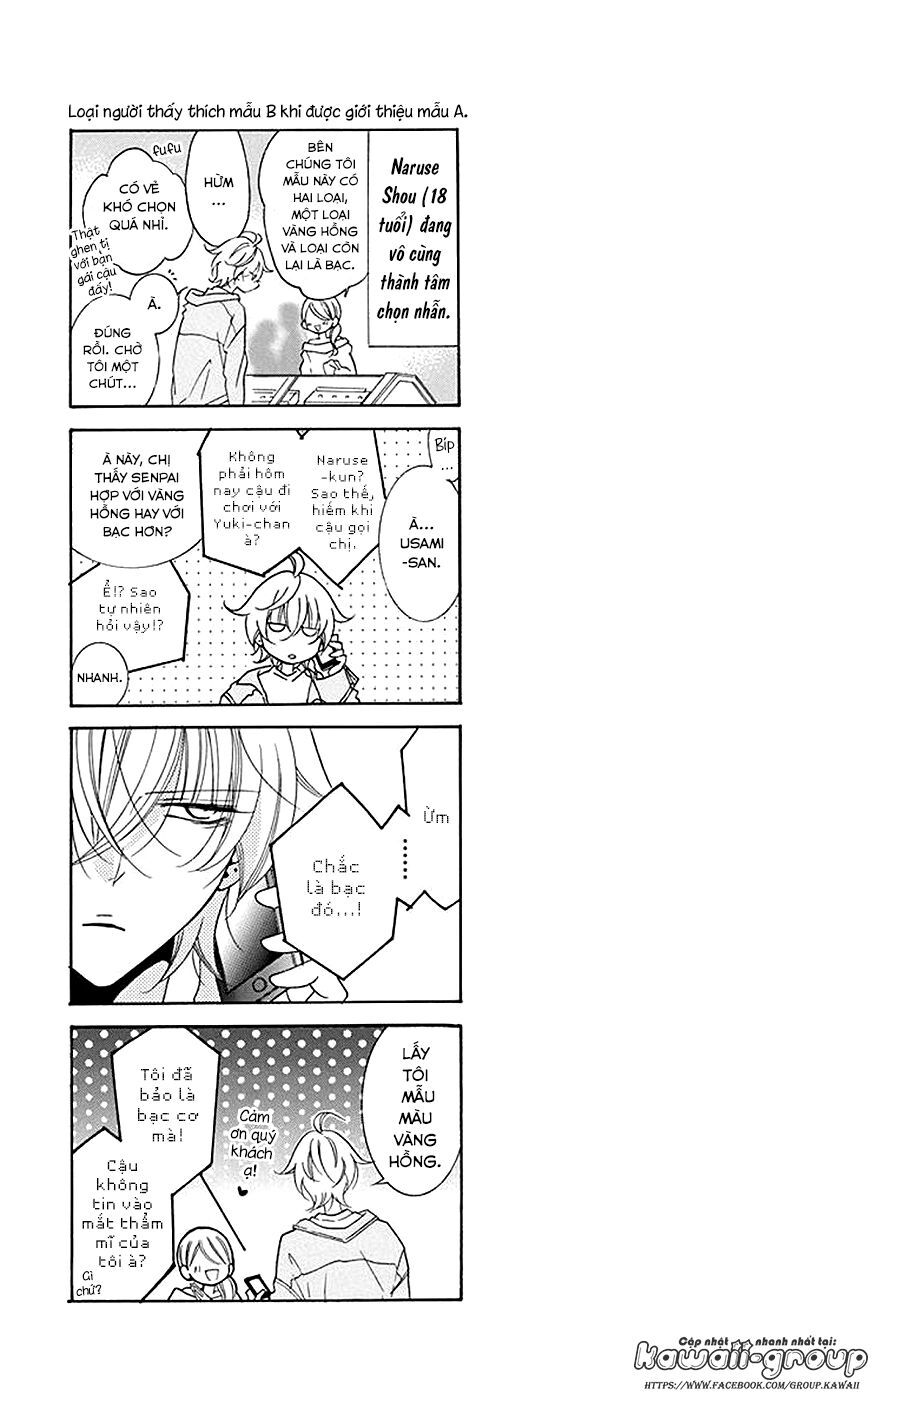 Loại người thấy thích mẫu B khi được giới thiệu mẫu A.
Naruse
Shou (18
tuổi) đang
vô cùng
thành tâm
chọn nhẫn.
BÊN
CHÚNG TÔI
MẪU NÀY CÓ
HAI LOẠI,
MỘT LOẠI
VÀNG HỒNG
VÀ LOẠI CÒN
LẠI LÀ BẠC.
HỪM
...
fufu
CÓ VẺ
KHÓ CHỌN
QUÁ NHỈ.
Thật
ghen tị
với bạn
gái cậu
đấy!
À.
ĐÚNG
RỒI. CHỜ
TÔI MỘT
CHÚT...
Bíp
...
À...
USAMI
-SAN.
Naruse
-kun?
Sao thế,
hiếm khi
cậu gọi
chị.
Không
phải hôm
nay cậu đi
chơi với
Yuki-chan
à?
À NÀY, CHỊ
THẤY SENPAI
HỢP VỚI VÀNG
HỒNG HAY VỚI
BẠC HƠN?
Ể!? Sao
tự nhiên
hỏi vậy!?
NHANH.
Ừm
......
Chắc
là bạc
đó...!
LẤY
TÔI
MẪU
MÀU
VÀNG
HỒNG.
Cảm
ơn quý
khách
ạ!
Tôi đã
bảo là
bạc cơ
mà!
Cậu
không
tin vào
mắt thẩm
mĩ của
tôi à?
Gì
chứ?
Cập nhật nhanh nhất tại:
kawaii-group
HTTPS://WWW.FACEBOOK.COM/GROUP.KAWAII